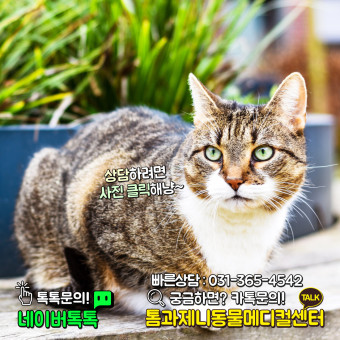 상담하려면
사진 클릭해냥~
빠른상담 : 031-365-4542
톡톡문의!
궁금하면? 카톡문의!
TALK
네이버톡톡
톰과제니동물메디컬센터